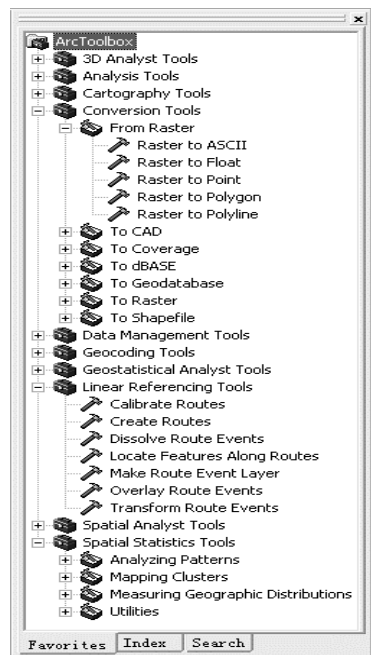 ArcToolbox
3D Analyst Tools
Analysis Tools
Cartography Tools
Conversion Tools
From Raster
Raster to ASCII
Raster to Float
Raster to Point
Raster to Polygon
Raster to Polyline
To CAD
To Coverage
To dBASE
To Geodatabase
To Raster
To Shapefile
Data Management Tools
Geocoding Tools
Geostatistical Analyst Tools
Linear Referencing Tools
Calibrate Routes
Create Routes
Dissolve Route Events
Locate Features Along Routes
Make Route Event Layer
Overlay Route Events
Transform Route Events
Spatial Analyst Tools
Spatial Statistics Tools
Analyzing Patterns
Mapping Clusters
Measuring Geographic Distributions
Utilities
Favorites Index Search